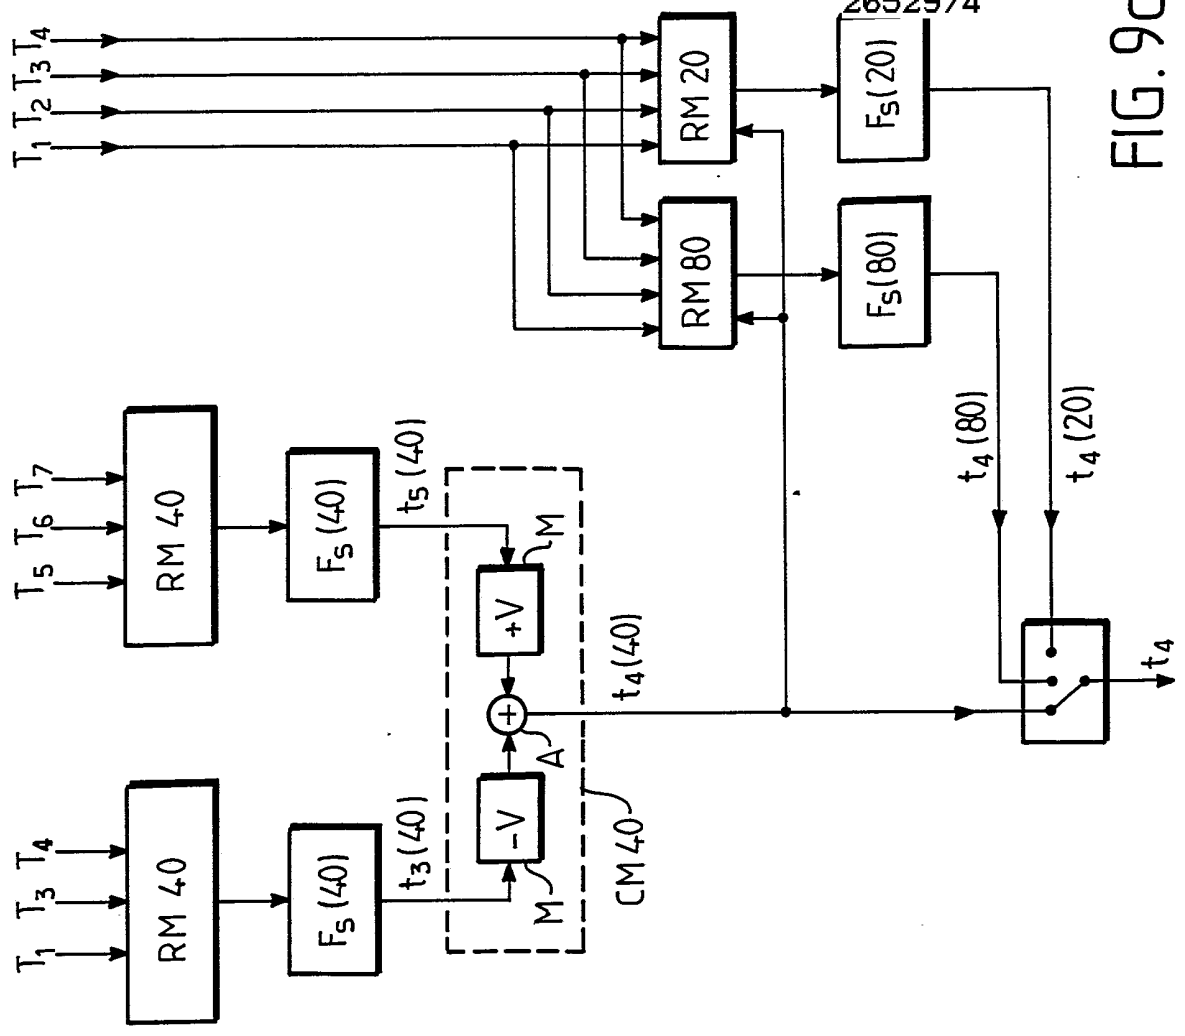 2652974
FIG. 9
T1 T3 T4
RM 40
Fs (40)
t3 (40)
T5 T6 T7
RM 40
Fs (40)
t5 (40)
M
-V
A
+
+V
M
CM 40
t4 (40)
T1 T2 T3 T4
RM 80
RM 20
Fs (80)
Fs (20)
t4 (80)
t4 (20)
t4